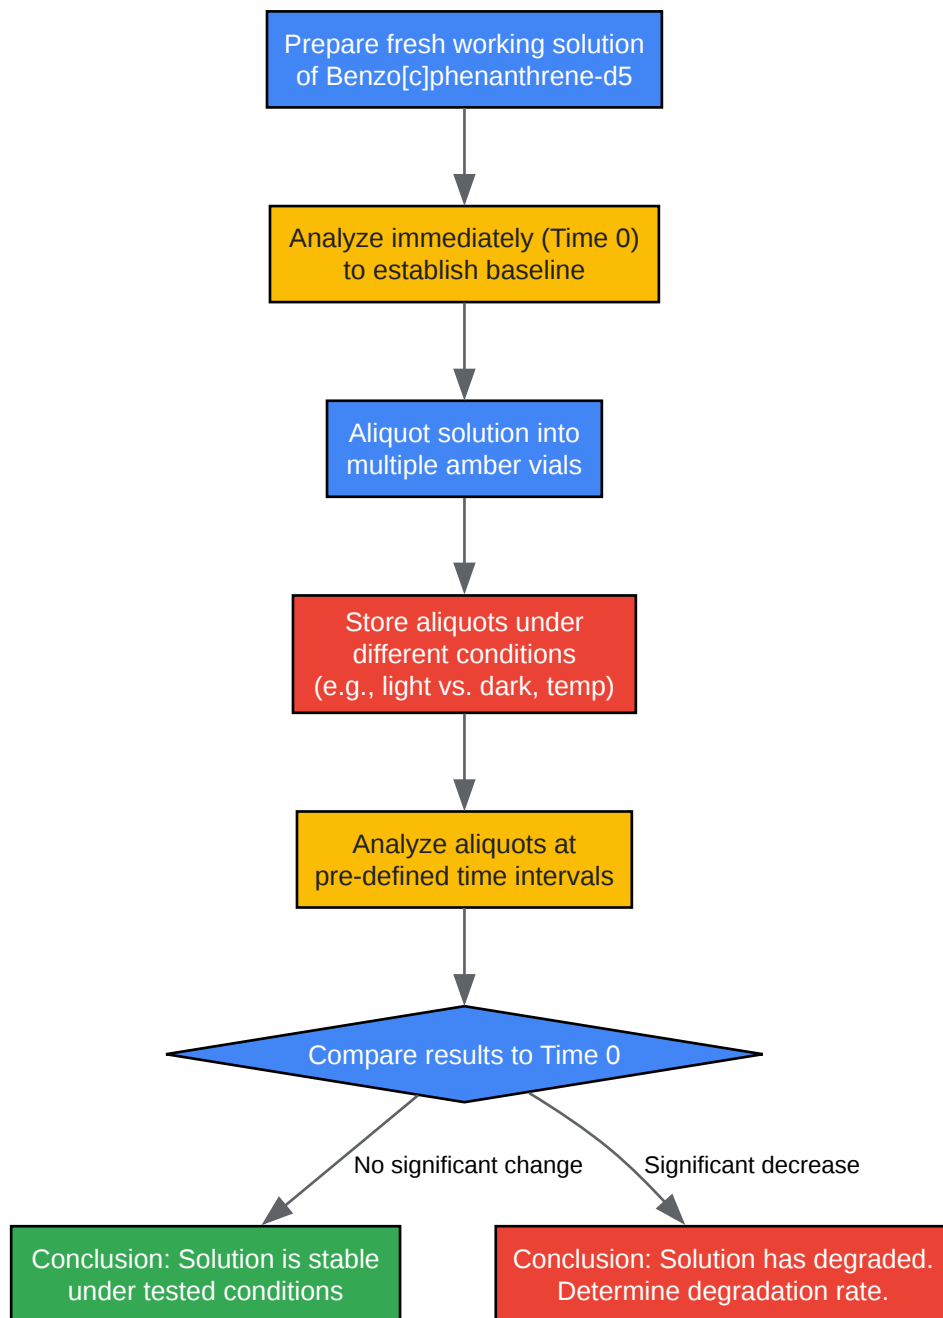 Prepare fresh working solution
of Benzo[c]phenanthrene-d5
Analyze immediately (Time 0)
to establish baseline
Aliquot solution into
multiple amber vials
Store aliquots under
different conditions
(e.g., light vs. dark, temp)
Analyze aliquots at
pre-defined time intervals
Compare results to Time 0
No significant change
Significant decrease
Conclusion: Solution is stable
under tested conditions
Conclusion: Solution has degraded.
Determine degradation rate.